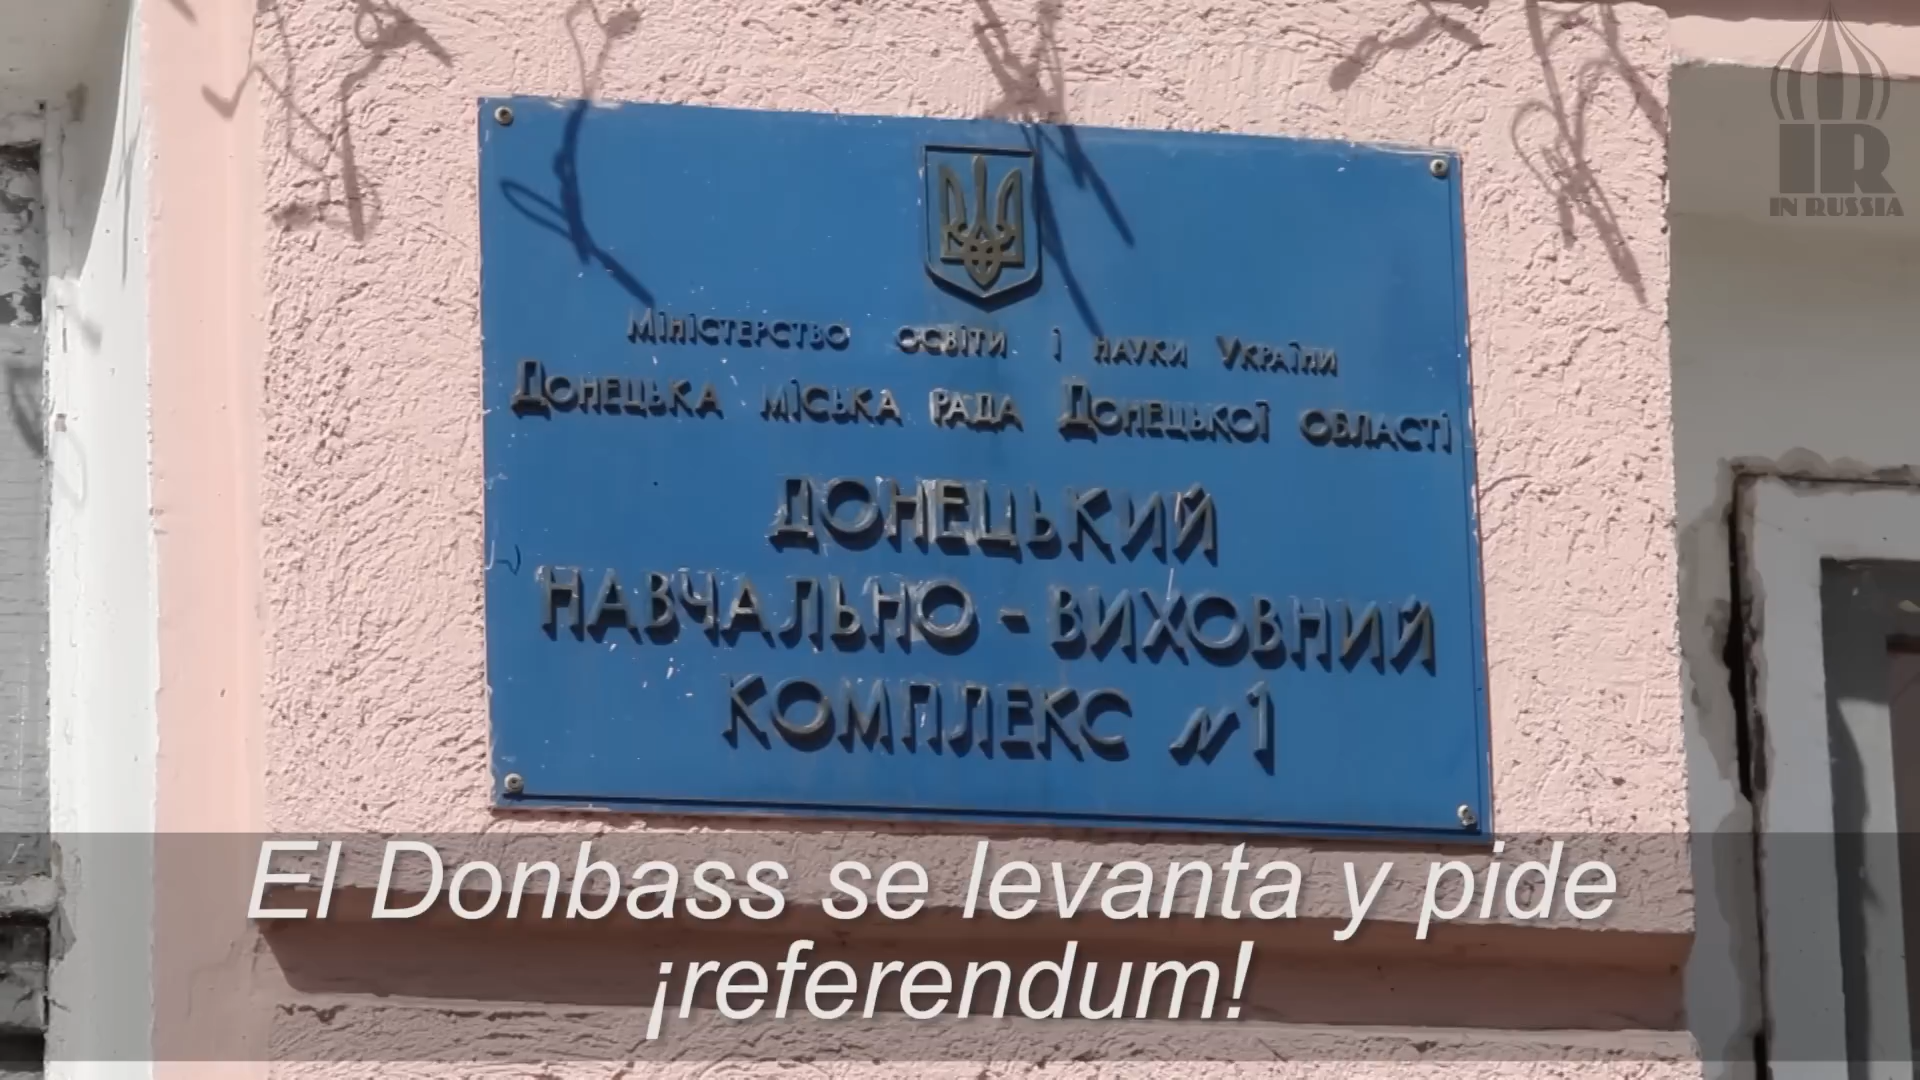 IR
IN RUSSIA
Міністерство освіти і науки України
Донецька міська рада Донецької області
ДОНЕЦЬКИЙ
НАВЧАЛЬНО - ВИХОВНИЙ
КОМПЛЕКС №1
El Donbass se levanta y pide
¡referendum!